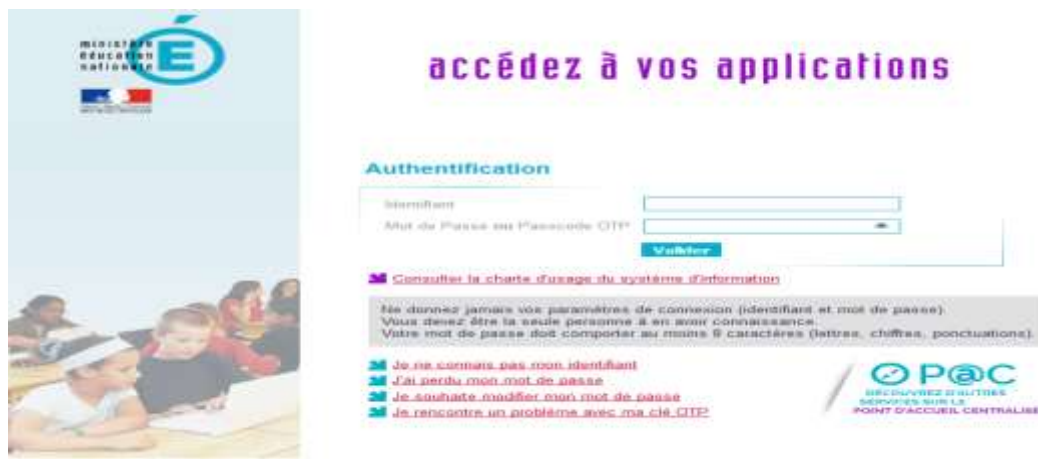 ministère
éducation
nationale
É
accédez à vos applications
Authentification
Identifiant
Mot de Passe ou Passcode OTP
Valider
Consulter la charte d'usage du système d'information
Ne donnez jamais vos paramètres de connexion (identifiant et mot de passe).
Vous devez être la seule personne à en avoir connaissance.
Votre mot de passe doit comporter au moins 8 caractères (lettres, chiffres, ponctuations).
Je ne connais pas mon identifiant
J'ai perdu mon mot de passe
Je souhaite modifier mon mot de passe
Je rencontre un problème avec ma clé OTP
P@C
DÉCOUVREZ D'AUTRES
SERVICES SUR LE
POINT D'ACCUEIL CENTRALISÉ